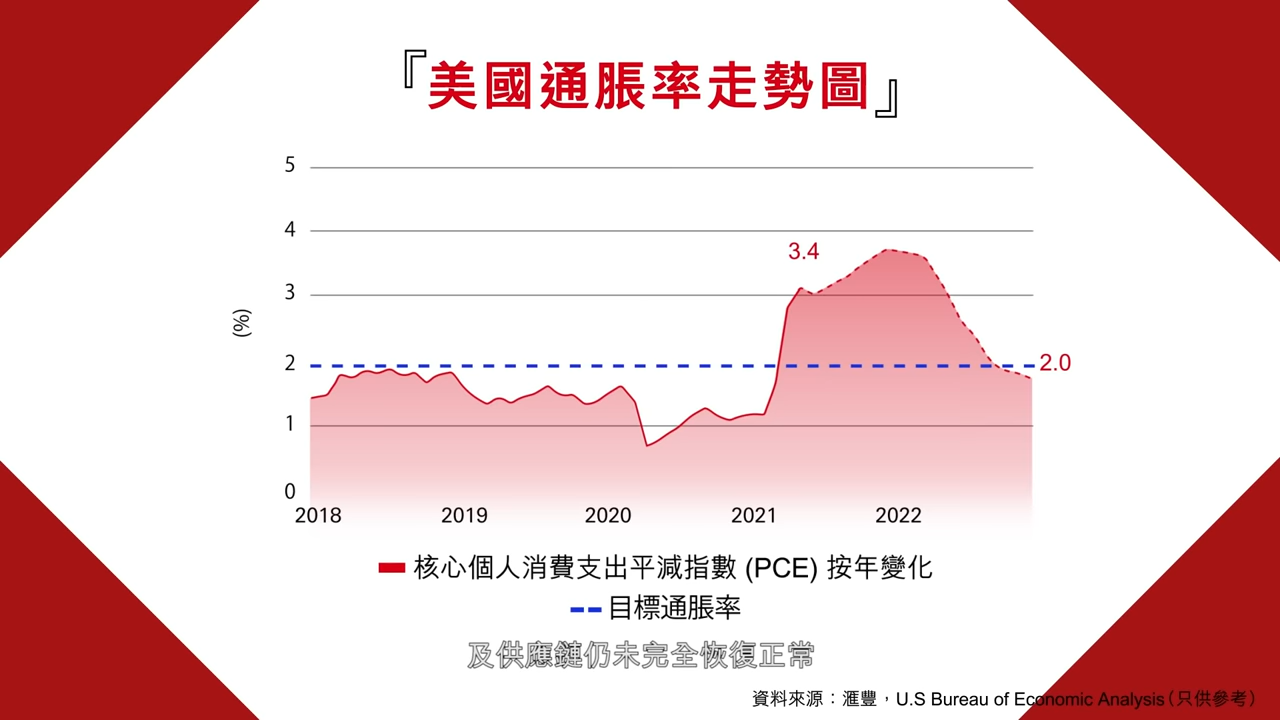 『美國通脹率走勢圖』
5
4
3.4
3
(%)
2
2.0
1
0
2018 2019 2020 2021 2022
核心個人消費支出平減指數 (PCE) 按年變化
目標通脹率
及供應鏈仍未完全恢復正常
資料來源：滙豐，U.S Bureau of Economic Analysis（只供參考）